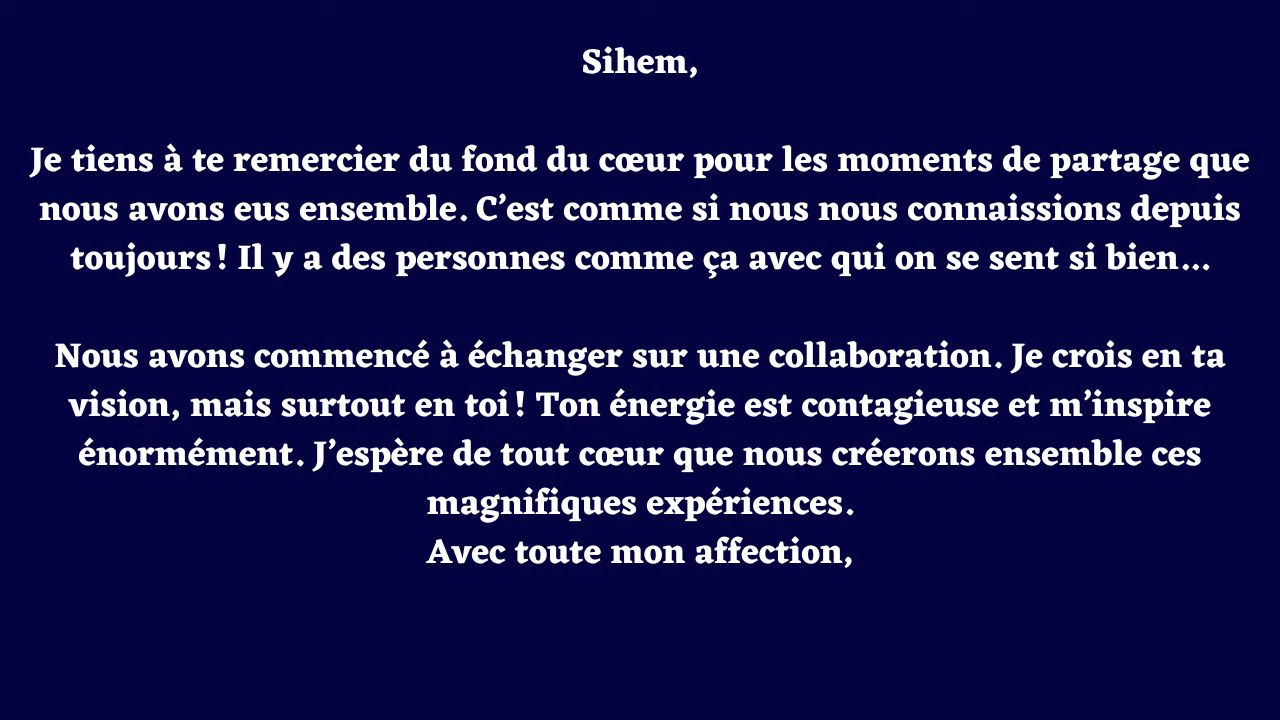 Sihem,
Je tiens à te remercier du fond du cœur pour les moments de partage que
nous avons eus ensemble. C’est comme si nous nous connaissions depuis
toujours ! Il y a des personnes comme ça avec qui on se sent si bien...
Nous avons commencé à échanger sur une collaboration. Je crois en ta
vision, mais surtout en toi ! Ton énergie est contagieuse et m’inspire
énormément. J’espère de tout cœur que nous créerons ensemble ces
magnifiques expériences.
Avec toute mon affection,